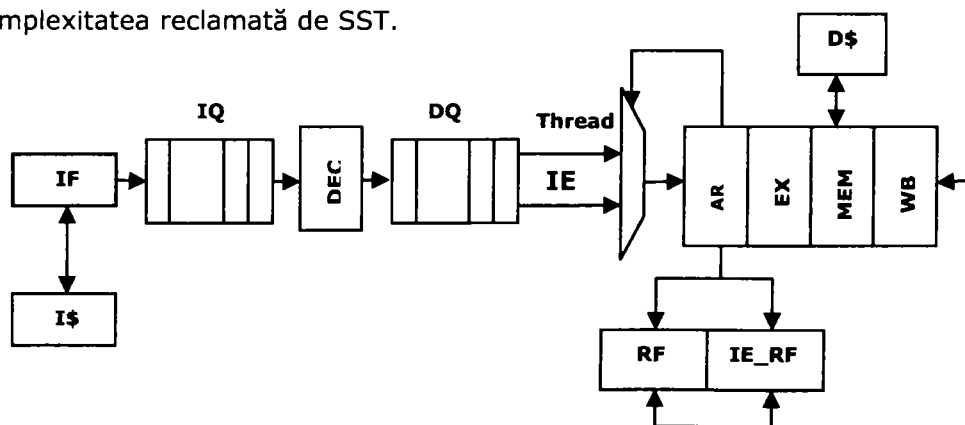 mplexitatea reclamată de SST.
D$
IQ
DQ
Thread
IF
DEC
IE
AR
EX
MEM
WB
I$
RF
IE_RF